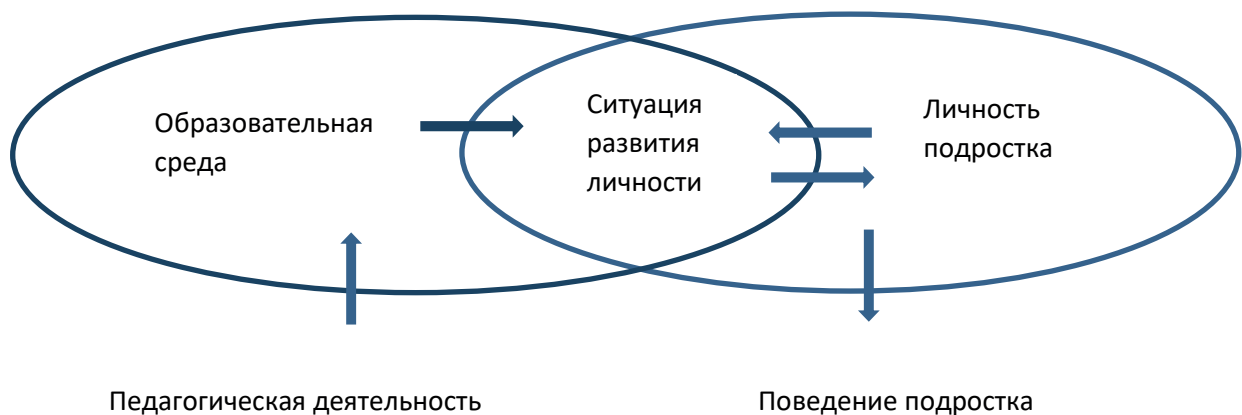 Образовательная
среда
Ситуация
развития
личности
Личность
подростка
Педагогическая деятельность
Поведение подростка